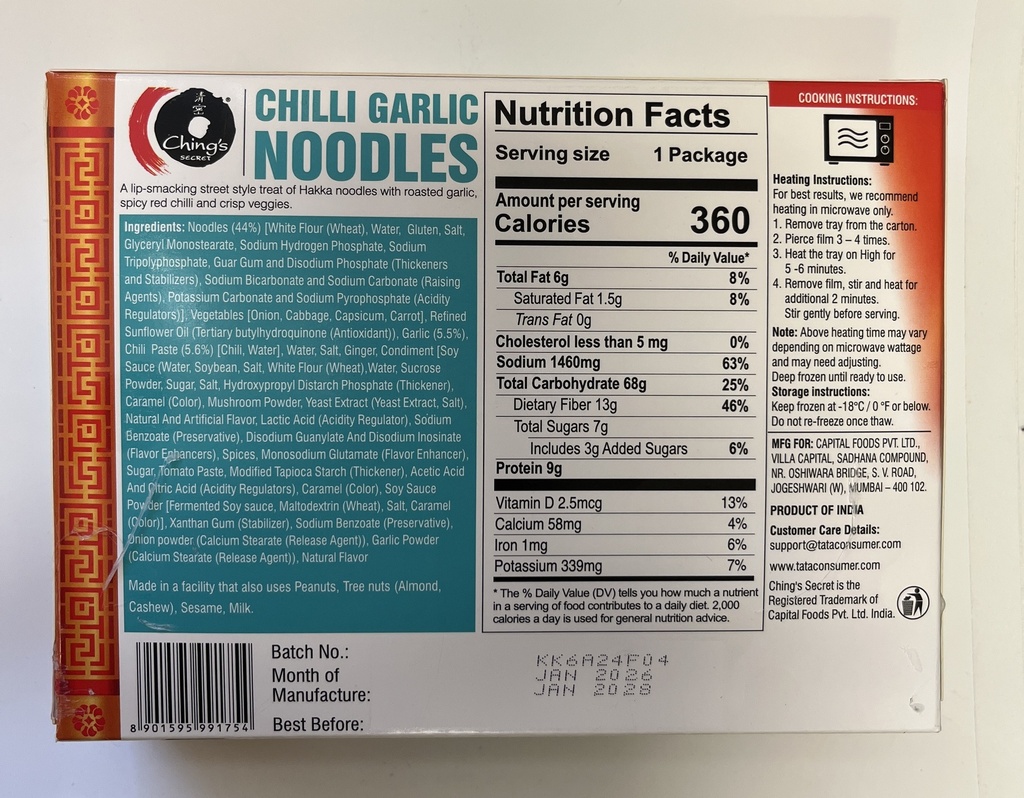 清
密
Ching's
SECRET
®
CHILLI GARLIC
NOODLES
A lip-smacking street style treat of Hakka noodles with roasted garlic,
spicy red chilli and crisp veggies.
Ingredients: Noodles (44%) [White Flour (Wheat), Water, Gluten, Salt,
Glyceryl Monostearate, Sodium Hydrogen Phosphate, Sodium
Tripolyphosphate, Guar Gum and Disodium Phosphate (Thickeners
and Stabilizers), Sodium Bicarbonate and Sodium Carbonate (Raising
Agents), Potassium Carbonate and Sodium Pyrophosphate (Acidity
Regulators)], Vegetables [Onion, Cabbage, Capsicum, Carrot], Refined
Sunflower Oil (Tertiary butylhydroquinone (Antioxidant)), Garlic (5.5%),
Chili Paste (5.6%) [Chili, Water], Water, Salt, Ginger, Condiment [Soy
Sauce (Water, Soybean, Salt, White Flour (Wheat),Water, Sucrose
Powder, Sugar, Salt, Hydroxypropyl Distarch Phosphate (Thickener),
Caramel (Color), Mushroom Powder, Yeast Extract (Yeast Extract, Salt),
Natural And Artificial Flavor, Lactic Acid (Acidity Regulator), Sodium
Benzoate (Preservative), Disodium Guanylate And Disodium Inosinate
(Flavor Enhancers), Spices, Monosodium Glutamate (Flavor Enhancer),
Sugar, Tomato Paste, Modified Tapioca Starch (Thickener), Acetic Acid
And Citric Acid (Acidity Regulators), Caramel (Color), Soy Sauce
Powder [Fermented Soy sauce, Maltodextrin (Wheat), Salt, Caramel
(Color)], Xanthan Gum (Stabilizer), Sodium Benzoate (Preservative),
Onion powder (Calcium Stearate (Release Agent)), Garlic Powder
(Calcium Stearate (Release Agent)), Natural Flavor
Made in a facility that also uses Peanuts, Tree nuts (Almond,
Cashew), Sesame, Milk.
Nutrition Facts
Serving size 1 Package
Amount per serving
Calories 360
% Daily Value*
Total Fat 6g 8%
Saturated Fat 1.5g 8%
Trans Fat 0g
Cholesterol less than 5 mg 0%
Sodium 1460mg 63%
Total Carbohydrate 68g 25%
Dietary Fiber 13g 46%
Total Sugars 7g
Includes 3g Added Sugars 6%
Protein 9g
Vitamin D 2.5mcg 13%
Calcium 58mg 4%
Iron 1mg 6%
Potassium 339mg 7%
* The % Daily Value (DV) tells you how much a nutrient
in a serving of food contributes to a daily diet. 2,000
calories a day is used for general nutrition advice.
COOKING INSTRUCTIONS:
Heating Instructions:
For best results, we recommend
heating in microwave only.
1. Remove tray from the carton.
2. Pierce film 3 – 4 times.
3. Heat the tray on High for
5 -6 minutes.
4. Remove film, stir and heat for
additional 2 minutes.
Stir gently before serving.
Note: Above heating time may vary
depending on microwave wattage
and may need adjusting.
Deep frozen until ready to use.
Storage instructions:
Keep frozen at -18°C / 0 °F or below.
Do not re-freeze once thaw.
MFG FOR: CAPITAL FOODS PVT. LTD.,
VILLA CAPITAL, SADHANA COMPOUND,
NR. OSHIWARA BRIDGE, S. V. ROAD,
JOGESHWARI (W), MUMBAI – 400 102.
PRODUCT OF INDIA
Customer Care Details:
support@tataconsumer.com
www.tataconsumer.com
Ching's Secret is the
Registered Trademark of
Capital Foods Pvt. Ltd. India.
8 901595 991754
Batch No.:
Month of
Manufacture:
Best Before:
KK6A24F04
JAN 2026
JAN 2028